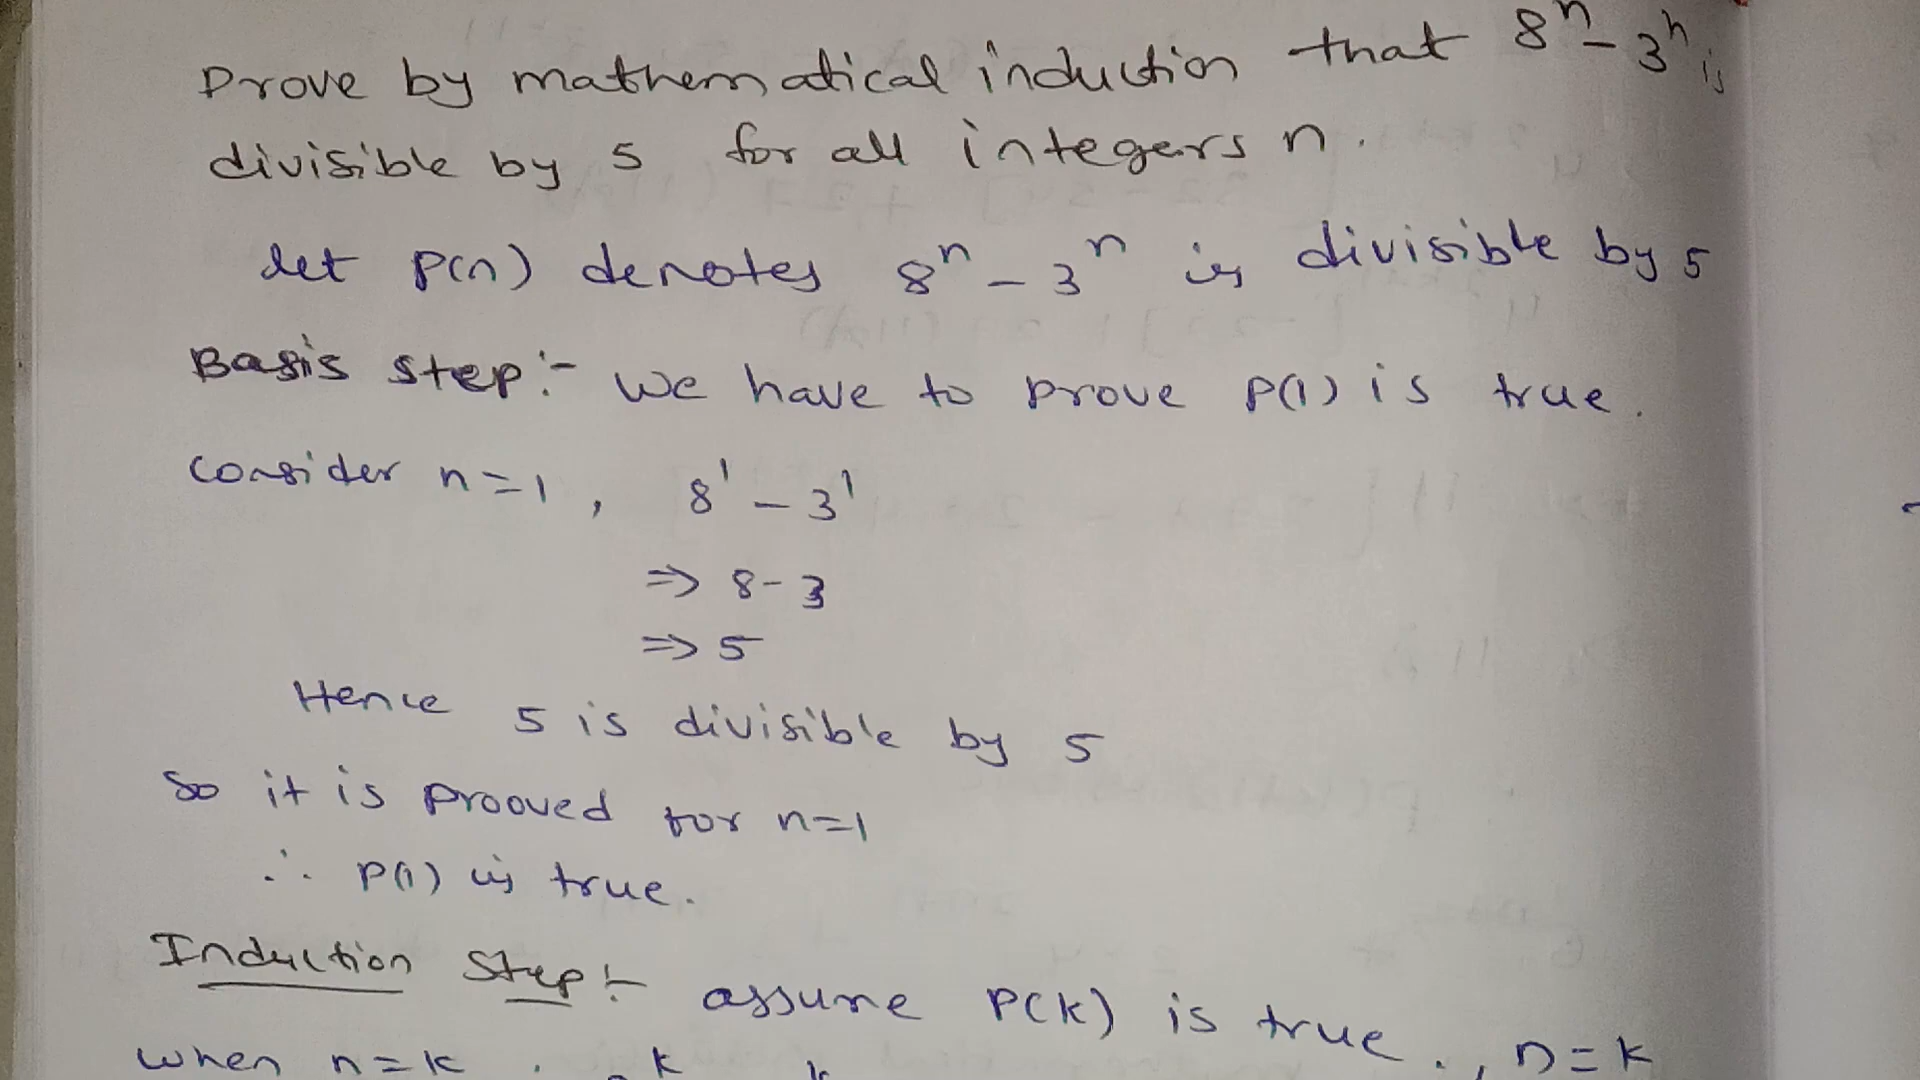 Prove by mathematical induction that 8ⁿ - 3ⁿ is
divisible by 5 for all integers n.
Let P(n) denotes 8ⁿ - 3ⁿ is divisible by 5
Basis step:- We have to prove P(1) is true.
Consider n=1, 8¹ - 3¹
=> 8-3
=> 5
Hence 5 is divisible by 5
So it is prooved for n=1
∴ P(1) is true.
Induction Step:- assume P(k) is true., n=k
when n=k